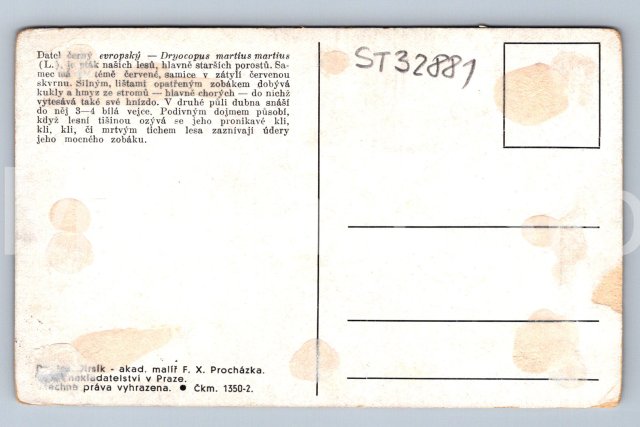 Datel černý evropský — Dryocopus martius martius
(L.), je pták našich lesů, hlavně starších porostů. Sa-
mec má témě červené, samice v zátylí červenou
skvrnu. Silným, lištami opatřeným zobákem dobývá
kukly a hmyz ze stromů — hlavně chorých — do nichž
vytesává také své hnízdo. V druhé půli dubna snáší
do něj 3—4 bílá vejce. Podivným dojmem působí,
když lesní tišinou ozývá se jeho pronikavé kli,
kli, kli, či mrtvým tichem lesa zaznívají údery
jeho mocného zobáku.
ST32881
- akad. malíř F. X. Procházka.
nakladatelství v Praze.
práva vyhrazena. ● Čkm. 1350-2.